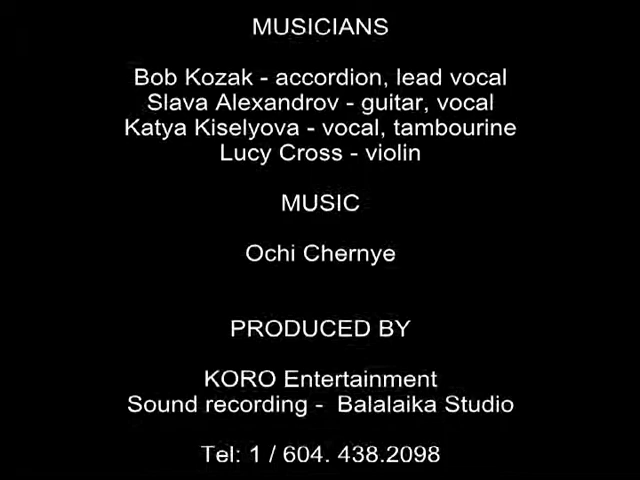 MUSICIANS
Bob Kozak - accordion, lead vocal
Slava Alexandrov - guitar, vocal
Katya Kiselyova - vocal, tambourine
Lucy Cross - violin
MUSIC
Ochi Chernye
PRODUCED BY
KORO Entertainment
Sound recording -  Balalaika Studio
Tel: 1 / 604. 438.2098